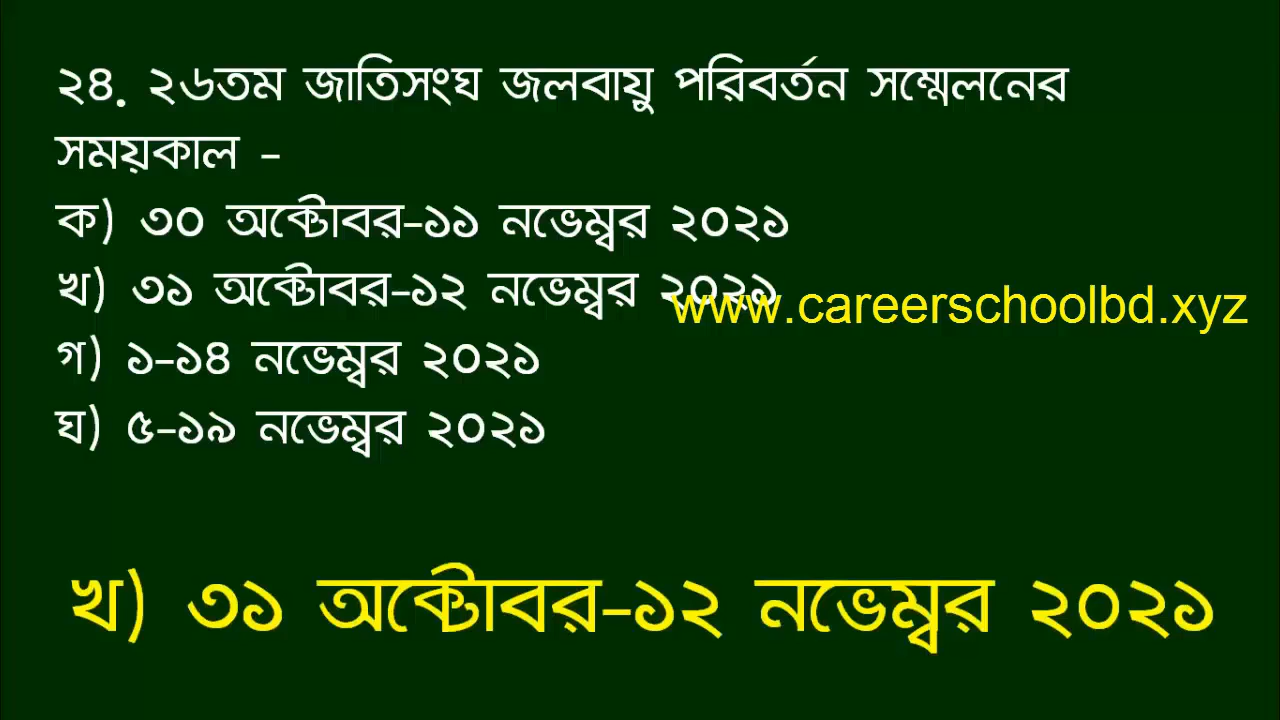 ২৪. ২৬তম জাতিসংঘ জলবায়ু পরিবর্তন সম্মেলনের
সময়কাল -
ক) ৩০ অক্টোবর-১১ নভেম্বর ২০২১
খ) ৩১ অক্টোবর-১২ নভেম্বর ২০২১
www.careerschoolbd.xyz
গ) ১-১৪ নভেম্বর ২০২১
ঘ) ৫-১৯ নভেম্বর ২০২১
খ) ৩১ অক্টোবর-১২ নভেম্বর ২০২১